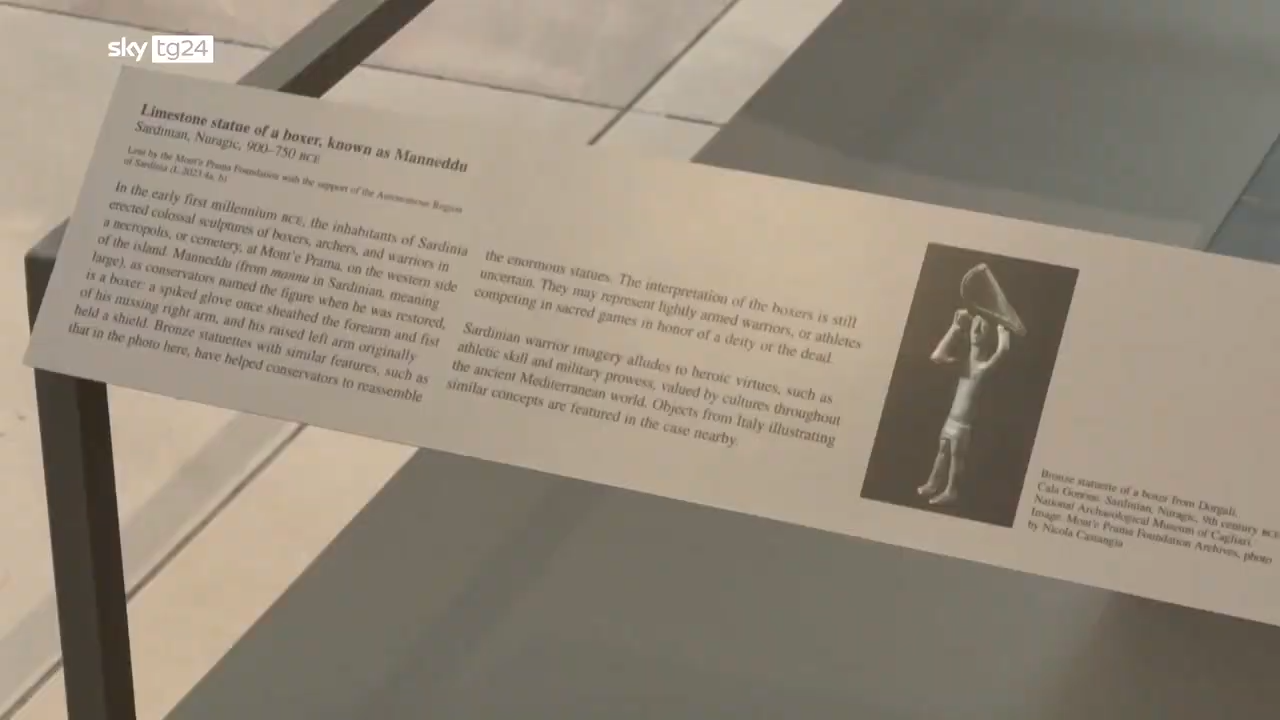 sky tg24
Limestone statue of a boxer, known as Manneddu
Sardinian, Nuragic, 900–750 BCE
Lent by the Mont'e Prama Foundation with the support of the Autonomous Region
of Sardinia (L.2023.4a, b)
In the early first millennium BCE, the inhabitants of Sardinia
erected colossal sculptures of boxers, archers, and warriors in
a necropolis, or cemetery, at Mont'e Prama, on the western side
of the island. Manneddu (from mannu in Sardinian, meaning
large), as conservators named the figure when he was restored,
is a boxer: a spiked glove once sheathed the forearm and fist
of his missing right arm, and his raised left arm originally
held a shield. Bronze statuettes with similar features, such as
that in the photo here, have helped conservators to reassemble
the enormous statues. The interpretation of the boxers is still
uncertain. They may represent lightly armed warriors, or athletes
competing in sacred games in honor of a deity or the dead.
Sardinian warrior imagery alludes to heroic virtues, such as
athletic skill and military prowess, valued by cultures throughout
the ancient Mediterranean world. Objects from Italy illustrating
similar concepts are featured in the case nearby.
Bronze statuette of a boxer from Dorgali,
Cala Gonone. Sardinian, Nuragic, 9th century BCE
National Archaeological Museum of Cagliari.
Image: Mont'e Prama Foundation Archives, photo
by Nicola Castangia